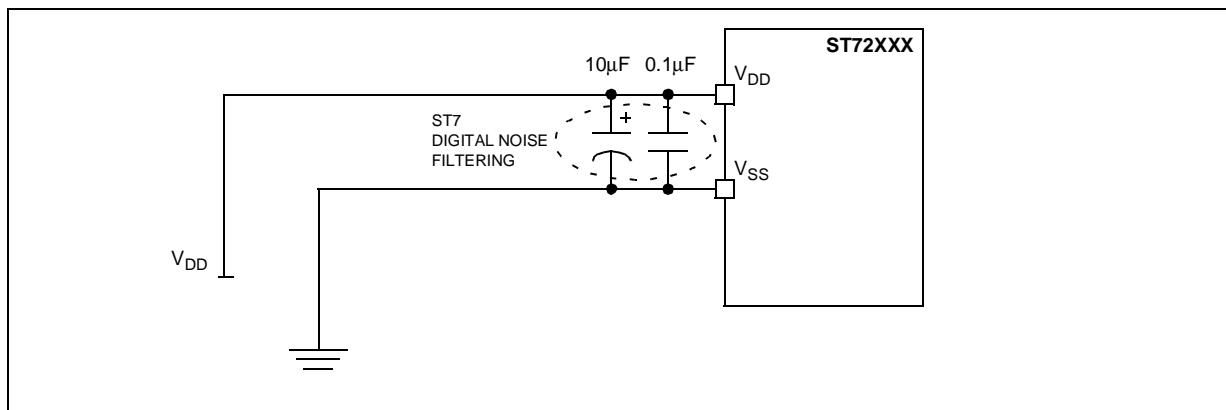 ST72XXX
10μF 0.1μF
VDD
ST7
DIGITAL NOISE
FILTERING
+
VSS
VDD